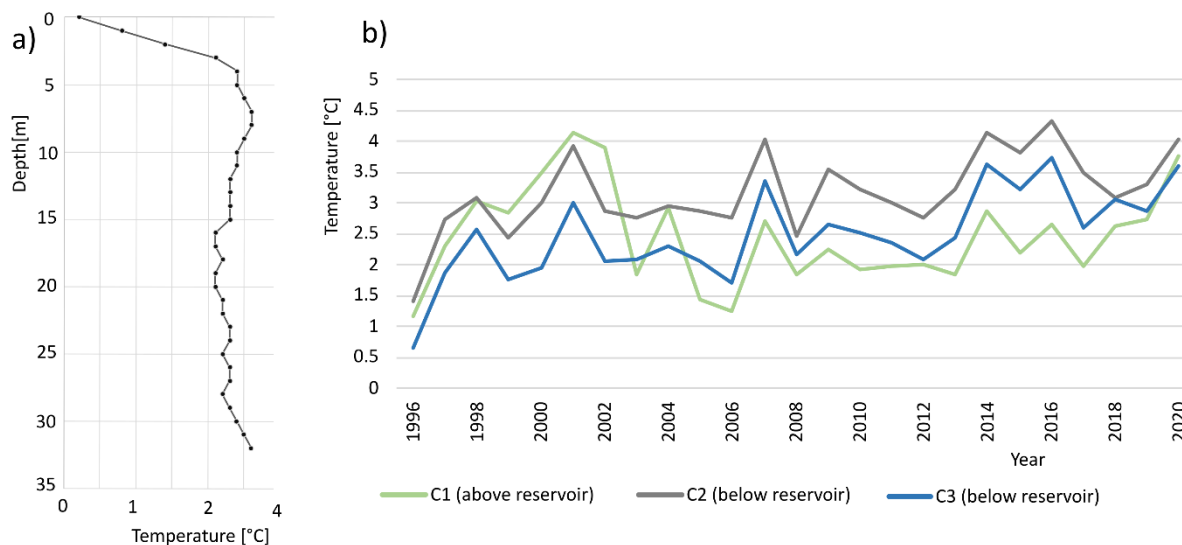 a)
0
5
10
15
20
25
30
35
Depth[m]
0 1 2 4
Temperature [°C]
b)
5
4.5
4
3.5
3
2.5
2
1.5
1
0.5
0
Temperature [°C]
1996 1998 2000 2002 2004 2006 2008 2010 2012 2014 2016 2018 2020
Year
C1 (above reservoir) C2 (below reservoir) C3 (below reservoir)